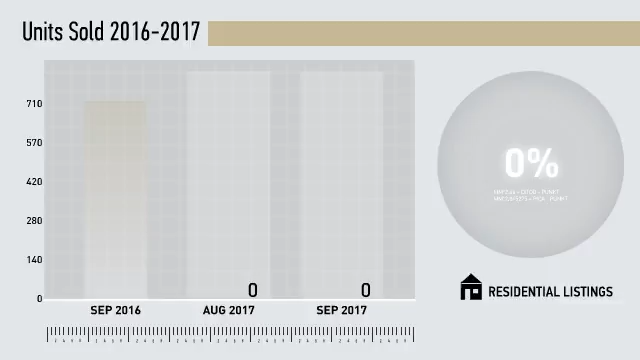 Units Sold 2016-2017
710
570
420
280
140
0
0
0
SEP 2016
AUG 2017
SEP 2017
0%
RESIDENTIAL LISTINGS